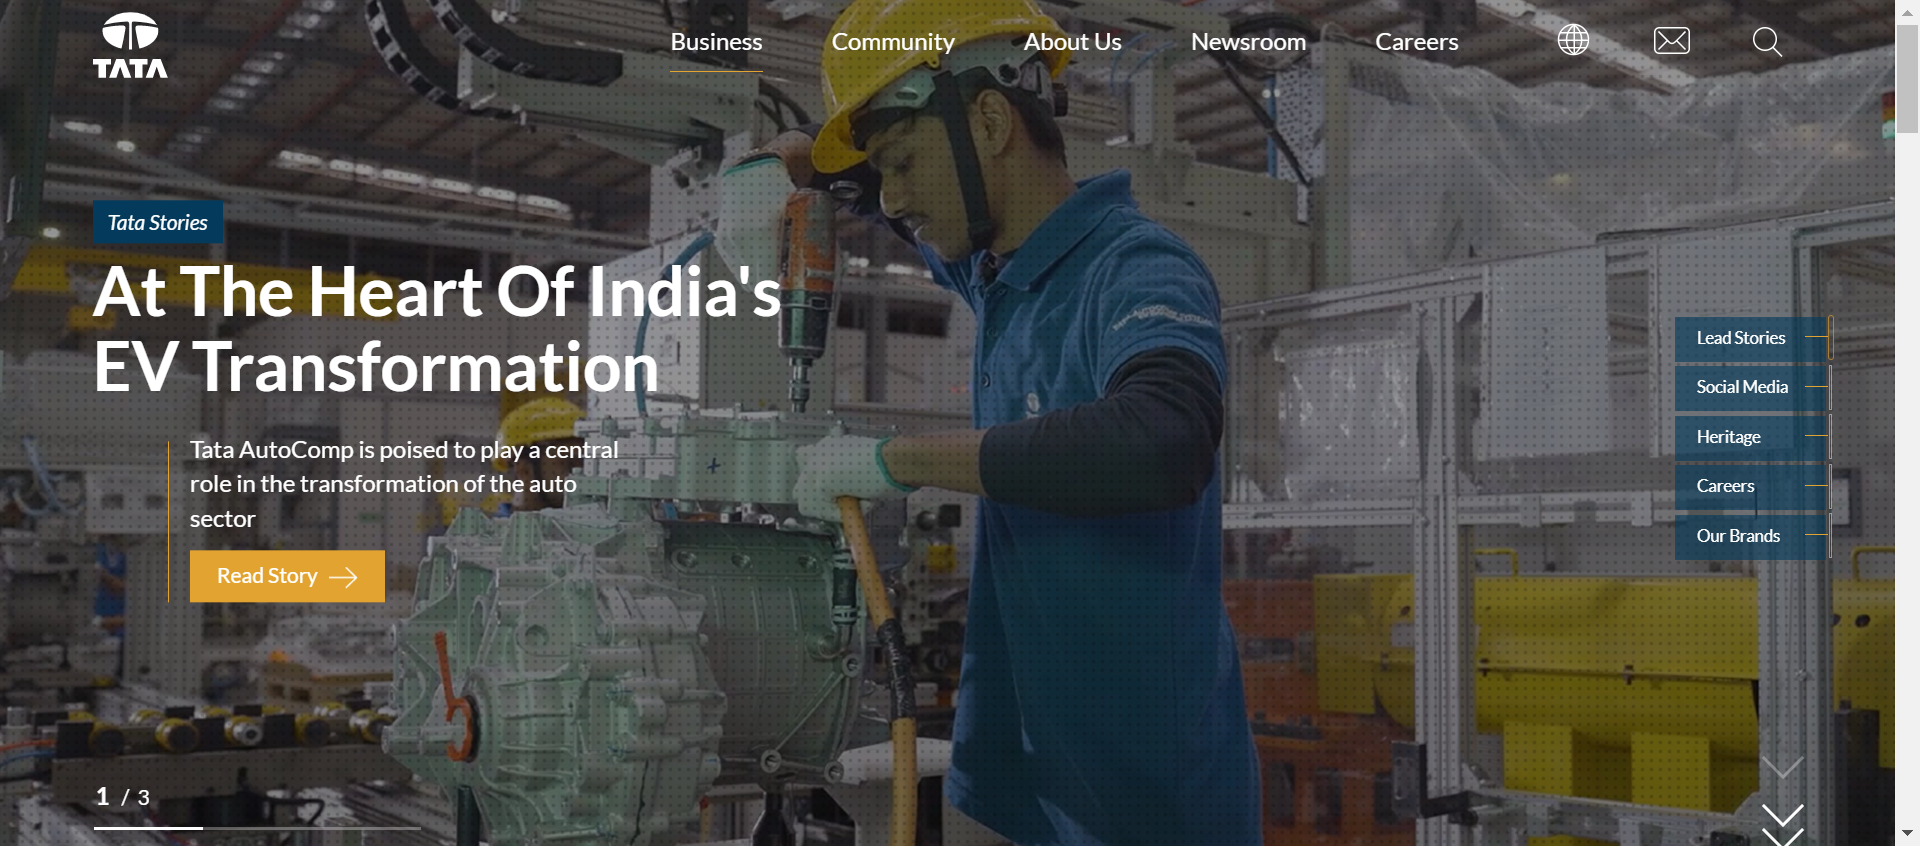 TATA
Business
Community
About Us
Newsroom
Careers
Tata Stories
At The Heart Of India's
EV Transformation
Tata AutoComp is poised to play a central
role in the transformation of the auto
sector
Read Story
Lead Stories
Social Media
Heritage
Careers
Our Brands
1 / 3